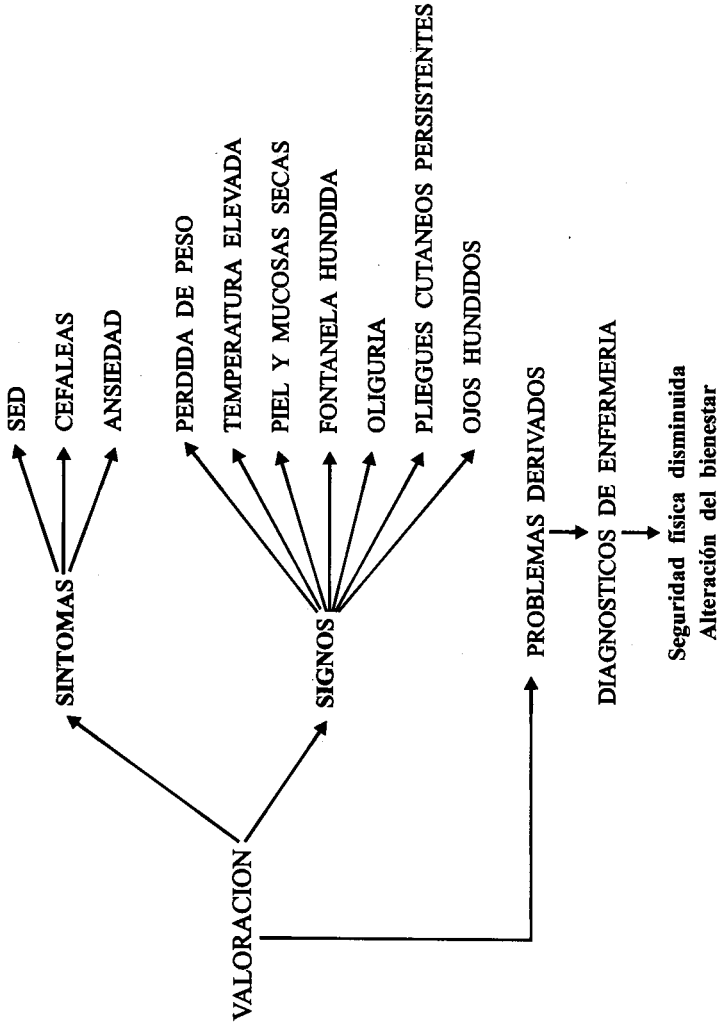 VALORACION
SINTOMAS
SED
CEFALEAS
ANSIEDAD
SIGNOS
PERDIDA DE PESO
TEMPERATURA ELEVADA
PIEL Y MUCOSAS SECAS
FONTANELA HUNDIDA
OLIGURIA
PLIEGUES CUTANEOS PERSISTENTES
OJOS HUNDIDOS
PROBLEMAS DERIVADOS
DIAGNOSTICOS DE ENFERMERIA
Seguridad física disminuida
Alteración del bienestar